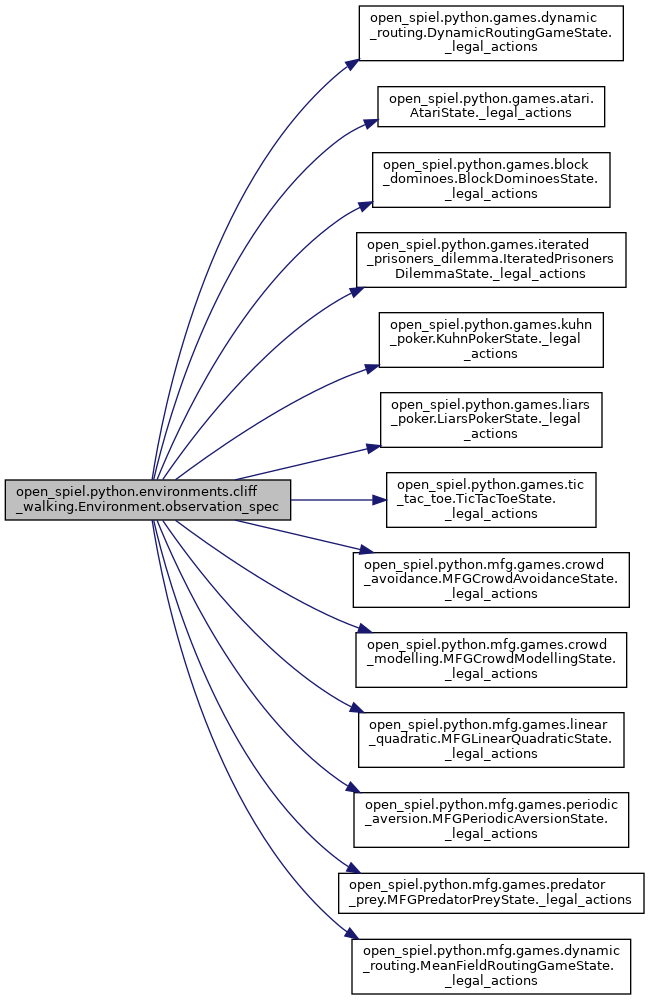 open_spiel.python.games.dynamic
_routing.DynamicRoutingGameState.
_legal_actions
open_spiel.python.games.atari.
AtariState._legal_actions
open_spiel.python.games.block
_dominoes.BlockDominoesState.
_legal_actions
open_spiel.python.games.iterated
_prisoners_dilemma.IteratedPrisoners
DilemmaState._legal_actions
open_spiel.python.games.kuhn
_poker.KuhnPokerState._legal
_actions
open_spiel.python.games.liars
_poker.LiarsPokerState._legal
_actions
open_spiel.python.environments.cliff
_walking.Environment.observation_spec
open_spiel.python.games.tic
_tac_toe.TicTacToeState.
_legal_actions
open_spiel.python.mfg.games.crowd
_avoidance.MFGCrowdAvoidanceState.
_legal_actions
open_spiel.python.mfg.games.crowd
_modelling.MFGCrowdModellingState.
_legal_actions
open_spiel.python.mfg.games.linear
_quadratic.MFGLinearQuadraticState.
_legal_actions
open_spiel.python.mfg.games.periodic
_aversion.MFGPeriodicAversionState.
_legal_actions
open_spiel.python.mfg.games.predator
_prey.MFGPredatorPreyState._legal_actions
open_spiel.python.mfg.games.dynamic
_routing.MeanFieldRoutingGameState.
_legal_actions